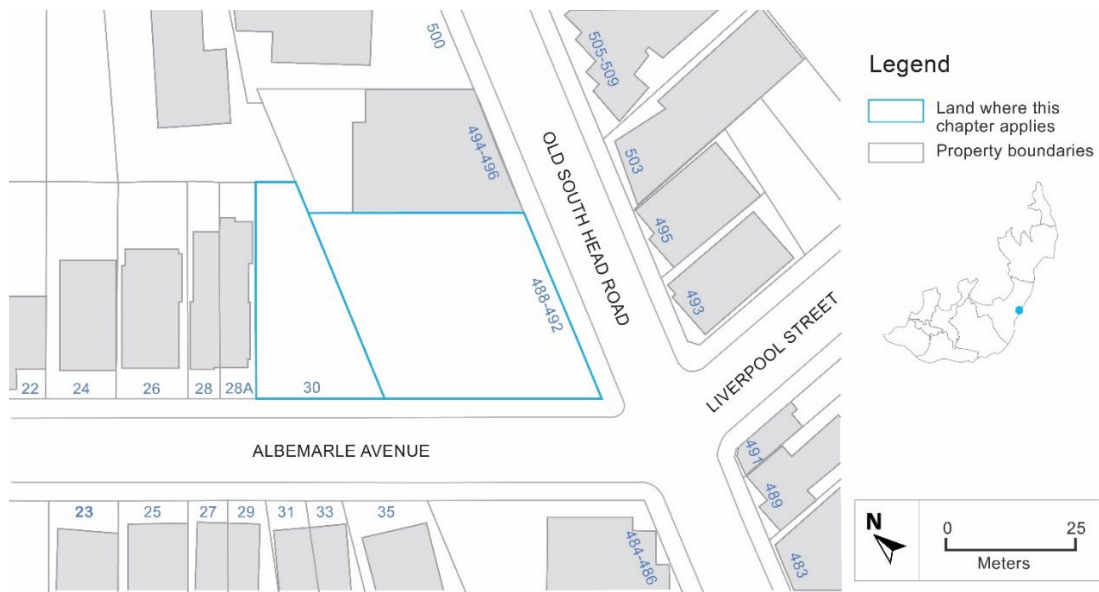 500
505-509
494-496
OLD SOUTH HEAD ROAD
503
495
493
488-492
LIVERPOOL STREET
22
24
26
28
28A
30
ALBEMARLE AVENUE
491
489
483
23
25
27
29
31
33
35
484-486
Legend
Land where this
chapter applies
Property boundaries
N
0
25
Meters